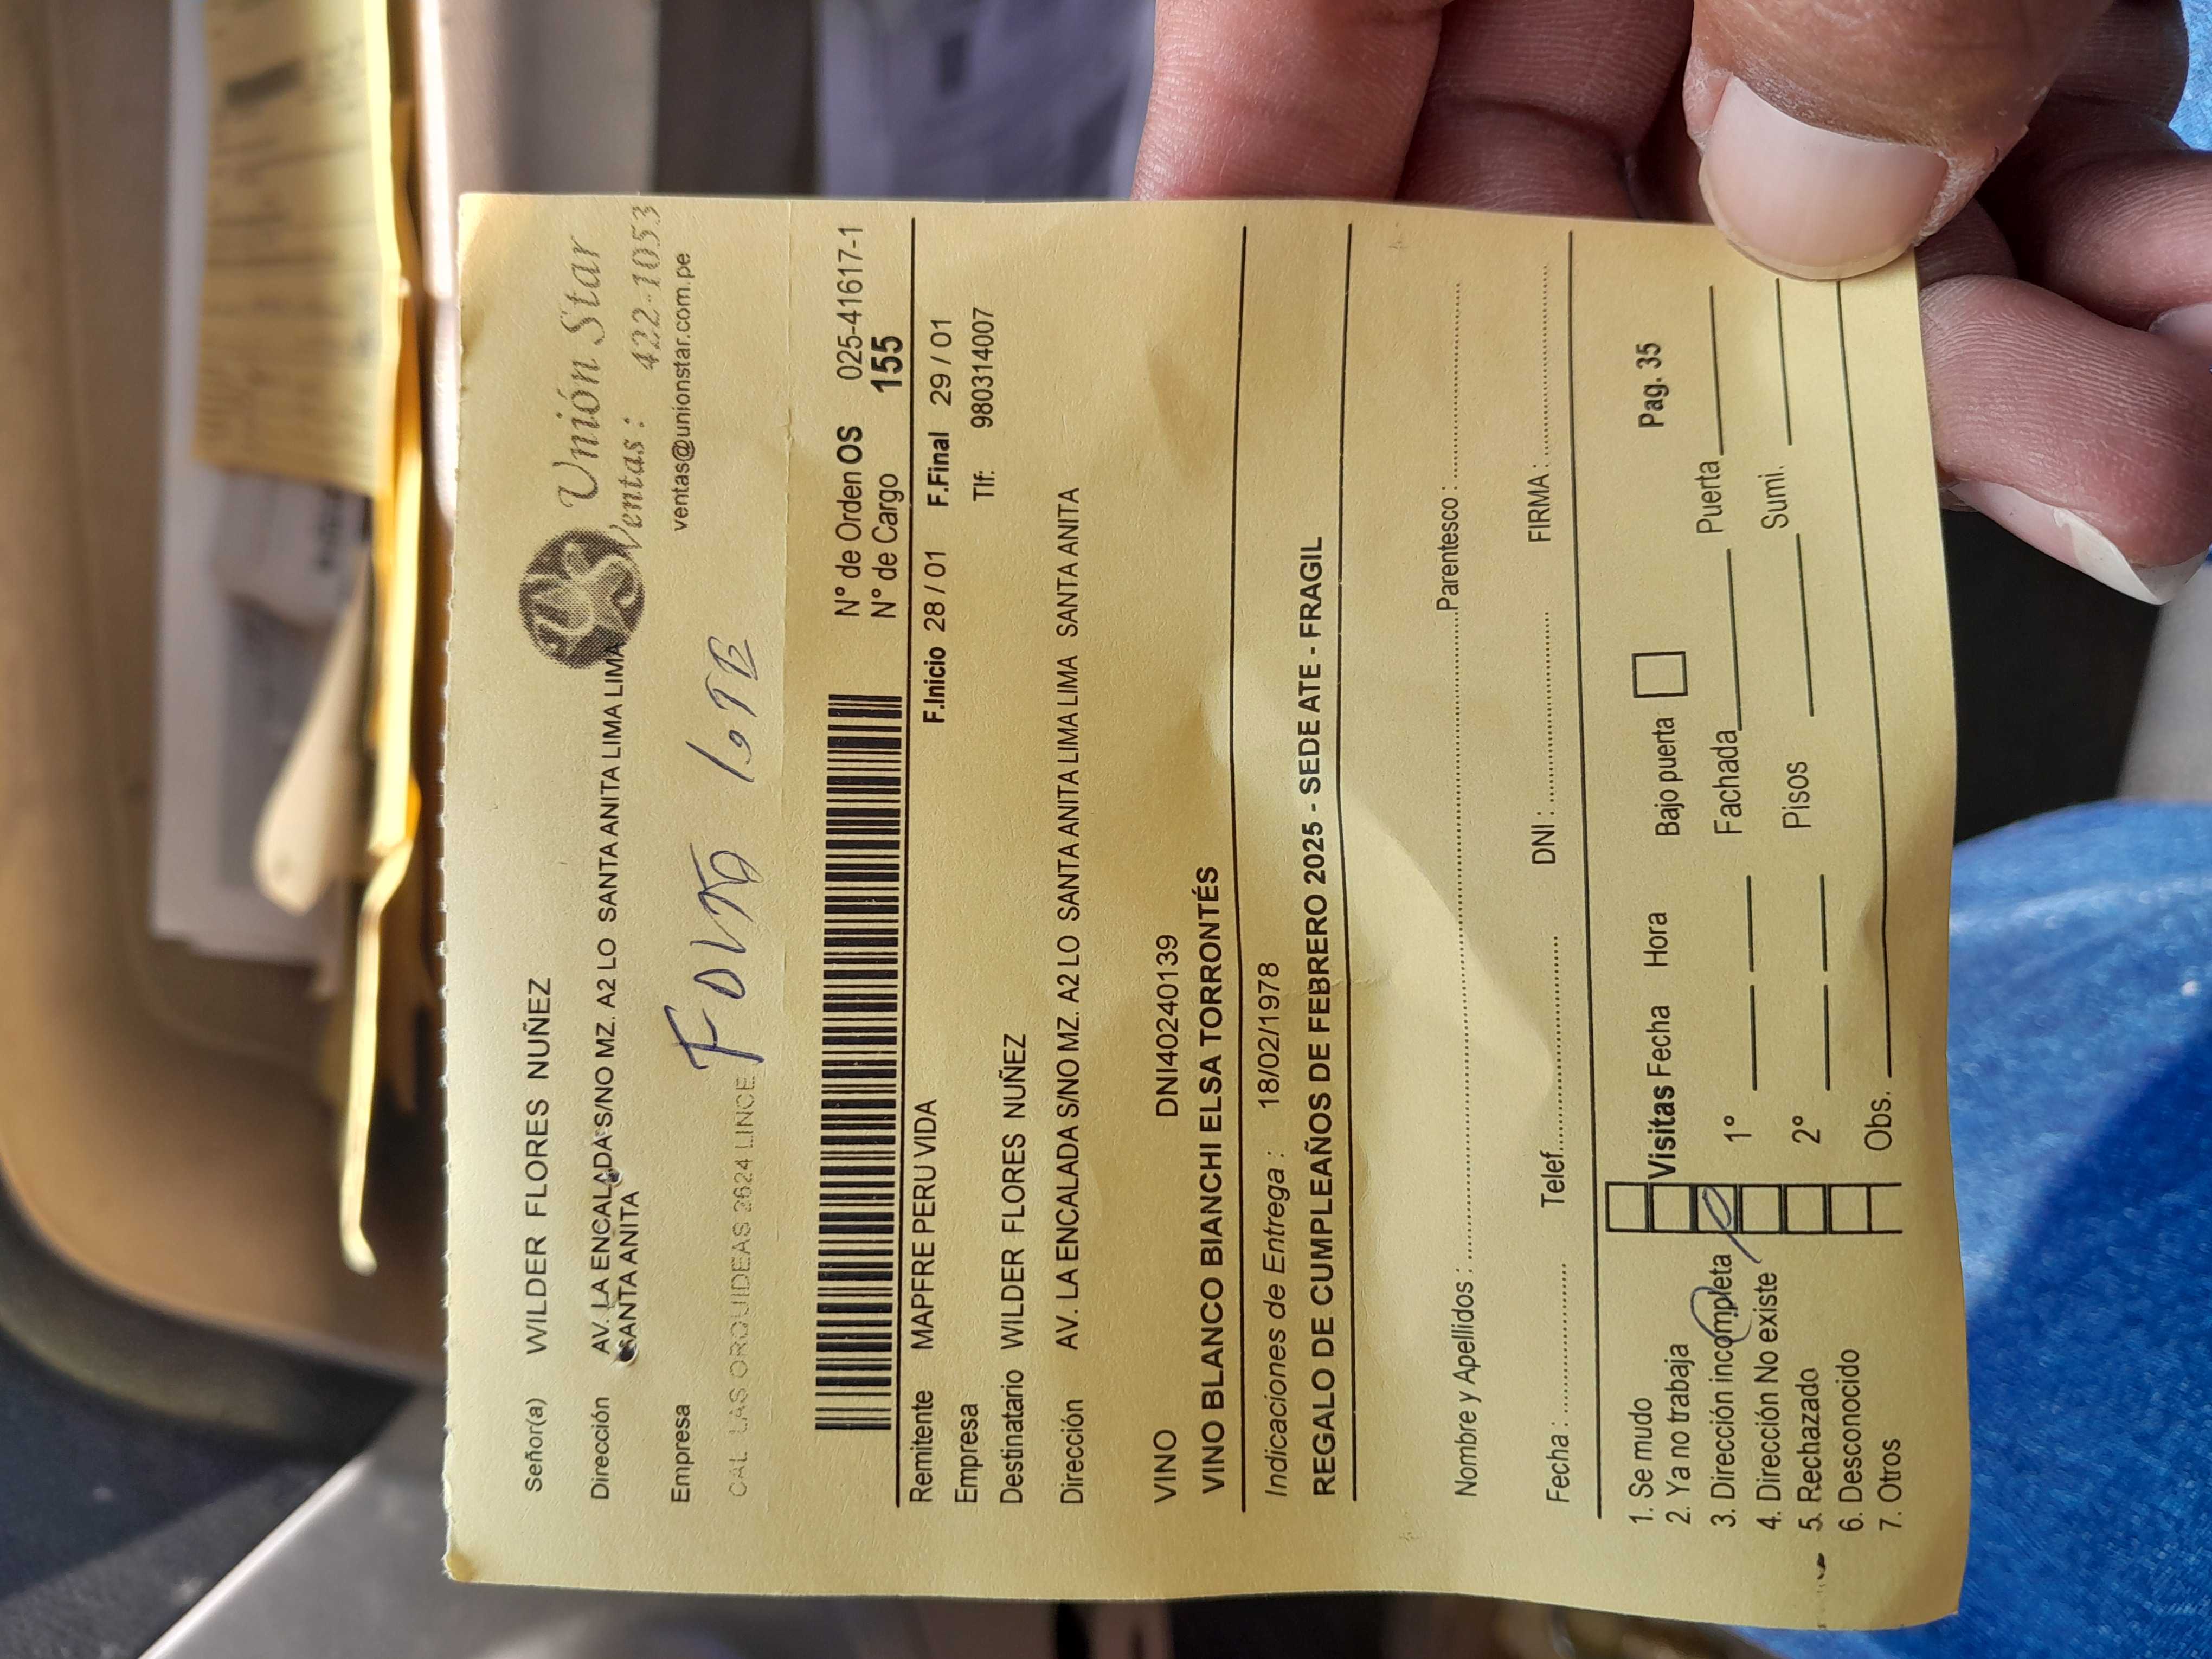 Señor(a) WILDER FLORES NUÑEZ
Unión Star
Dirección AV. LA ENCALADA S/NO MZ. A2 LO SANTA ANITA LIMA LIMA
SANTA ANITA
Ventas : 422-1053
ventas@unionstar.com.pe
Empresa
CAL LAS ORQUIDEAS 2624 LINCE
N° de Orden OS 025-41617-1
N° de Cargo 155
Remitente MAPFRE PERU VIDA
F.Inicio 28 / 01 F.Final 29 / 01
Empresa
Tlf: 980314007
Destinatario WILDER FLORES NUÑEZ
Dirección AV. LA ENCALADA S/NO MZ. A2 LO SANTA ANITA LIMA LIMA SANTA ANITA
VINO DNI40240139
VINO BLANCO BIANCHI ELSA TORRONTÉS
Indicaciones de Entrega : 18/02/1978
REGALO DE CUMPLEAÑOS DE FEBRERO 2025 - SEDE ATE - FRAGIL
Nombre y Apellidos : Parentesco :
Fecha : Telef. DNI : FIRMA :
1. Se mudo
2. Ya no trabaja Visitas Fecha Hora Bajo puerta Pag. 35
3. Dirección incompleta 1° Fachada Puerta
4. Dirección No existe
5. Rechazado 2° Pisos Sumi.
6. Desconocido
7. Otros Obs.